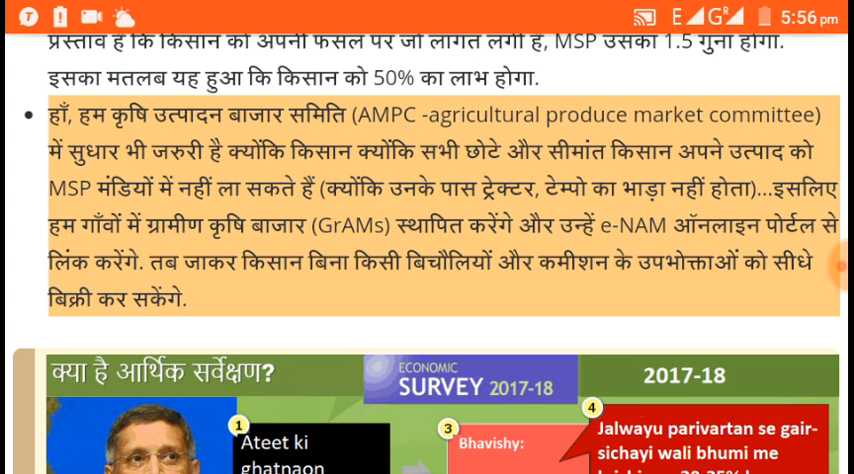 E G R 5:56 pm
प्रस्ताव है कि किसान को अपनी फसल पर जो लागत लगी है, MSP उसका 1.5 गुना होगा.
इसका मतलब यह हुआ कि किसान को 50% का लाभ होगा.
हाँ, हम कृषि उत्पादन बाजार समिति (AMPC -agricultural produce market committee)
में सुधार भी जरुरी है क्योंकि किसान क्योंकि सभी छोटे और सीमांत किसान अपने उत्पाद को
MSP मंडियों में नहीं ला सकते हैं (क्योंकि उनके पास ट्रेक्टर, टेम्पो का भाड़ा नहीं होता)...इसलिए
हम गाँवों में ग्रामीण कृषि बाजार (GrAMs) स्थापित करेंगे और उन्हें e-NAM ऑनलाइन पोर्टल से
लिंक करेंगे. तब जाकर किसान बिना किसी बिचौलियों और कमीशन के उपभोक्ताओं को सीधे
बिक्री कर सकेंगे.
क्या है आर्थिक सर्वेक्षण?
ECONOMIC
SURVEY 2017-18
2017-18
1
Ateet ki
ghatnaon
3
Bhavishy:
4
Jalwayu parivartan se gair-
sichayi wali bhumi me